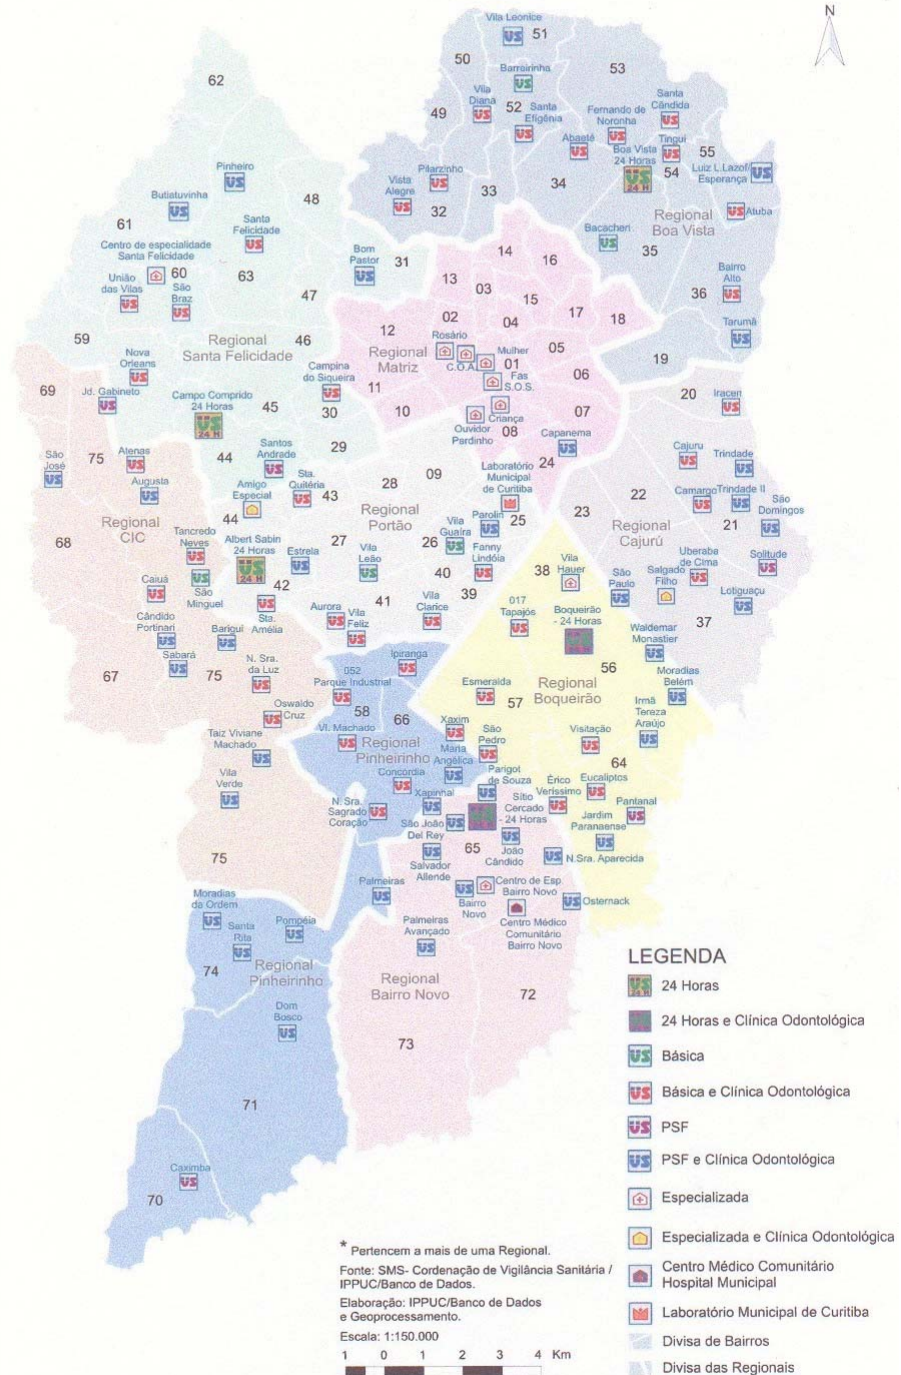 N
Vila Leonice
51
50
Barreirinha
53
62
Vila
Diana
52
Santa
Efigênia
49
Fernando de
Noronha
Santa
Cândida
Abaeté
Tingui
Boa Vista
24 Horas
54
55
Luiz L.Lazof/
Esperança
Pinheiro
Pilarzinho
Vista
Alegre
33
34
32
Butiatuvinha
48
Atuba
Regional
Boa Vista
61
Santa
Felicidade
Centro de especialidade
Santa Felicidade
60
63
Bom
Pastor
31
Bacacheri
35
14
16
União
das Vilas
São
Braz
47
13
03
15
Bairro
Alto
36
02
04
17
18
Tarumã
59
Regional
Santa Felicidade
46
12
Regional
Matriz
Rosário
C.O.A.
Mulher
01
05
19
Nova
Orleans
Campina
do Siqueira
11
Fas
S.O.S.
06
69
Jd. Gabineto
Campo Comprido
24 Horas
45
30
10
Ouvidor
Pardinho
Criança
08
07
20
Iracen
75
Atenas
44
Santos
Andrade
29
Capanema
24
Cajuru
Trindade
São
José
Augusta
Amigo
Especial
Sta.
Quitéria
43
28
09
Laboratório
Municipal
de Curitiba
22
Camargo
Trindade II
São
Domingos
Regional
CIC
44
Regional
Portão
Parolin
25
23
Regional
Cajurú
21
68
Tancredo
Neves
Albert Sabin
24 Horas
Estrela
27
Vila
Leão
26
Vila
Guaíra
Fanny
Lindóia
38
Vila
Hauer
São
Paulo
Salgado
Filho
Uberaba
de Cima
Solitude
Caiuá
São
Minguel
42
40
39
Lotiguaçu
Sta.
Amélia
41
Vila
Clarice
017
Tapajós
Boqueirão
- 24 Horas
37
Cândido
Portinari
Barigui
Aurora
Vila
Feliz
Waldemar
Monastier
Sabará
67
75
N. Sra.
da Luz
052
Parque Industrial
Ipiranga
56
Regional
Boqueirão
Moradias
Belém
Esmeralda
57
Irmã
Tereza
Araújo
Oswaldo
Cruz
58
66
Taiz Viviane
Machado
Vl. Machado
Regional
Pinheirinho
Xaxim
São
Pedro
Visitação
64
Vila
Verde
Concórdia
Maria
Angélica
Parigot
de Souza
Érico
Veríssimo
Eucaliptos
N. Sra.
Sagrado
Coração
Xapinhal
Sítio
Cercado
- 24 Horas
Pantanal
São João
Del Rey
Jardim
Paranaense
65
João
Cândido
N.Sra. Aparecida
75
Salvador
Allende
Palmeiras
Centro de Esp.
Bairro Novo
Moradias
da Ordem
Bairro
Novo
Osternack
Santa
Rita
Pompéia
Palmeiras
Avançado
Centro Médico
Comunitário
Bairro Novo
74
Regional
Pinheirinho
Regional
Bairro Novo
72
Dom
Bosco
73
71
Caximba
70
LEGENDA
24 Horas
24 Horas e Clínica Odontológica
Básica
Básica e Clínica Odontológica
PSF
PSF e Clínica Odontológica
Especializada
Especializada e Clínica Odontológica
Centro Médico Comunitário
Hospital Municipal
Laboratório Municipal de Curitiba
Divisa de Bairros
Divisa das Regionais
* Pertencem a mais de uma Regional.
Fonte: SMS- Cordenação de Vigilância Sanitária /
IPPUC/Banco de Dados.
Elaboração: IPPUC/Banco de Dados
e Geoprocessamento.
Escala: 1:150.000
1 0 1 2 3 4 Km